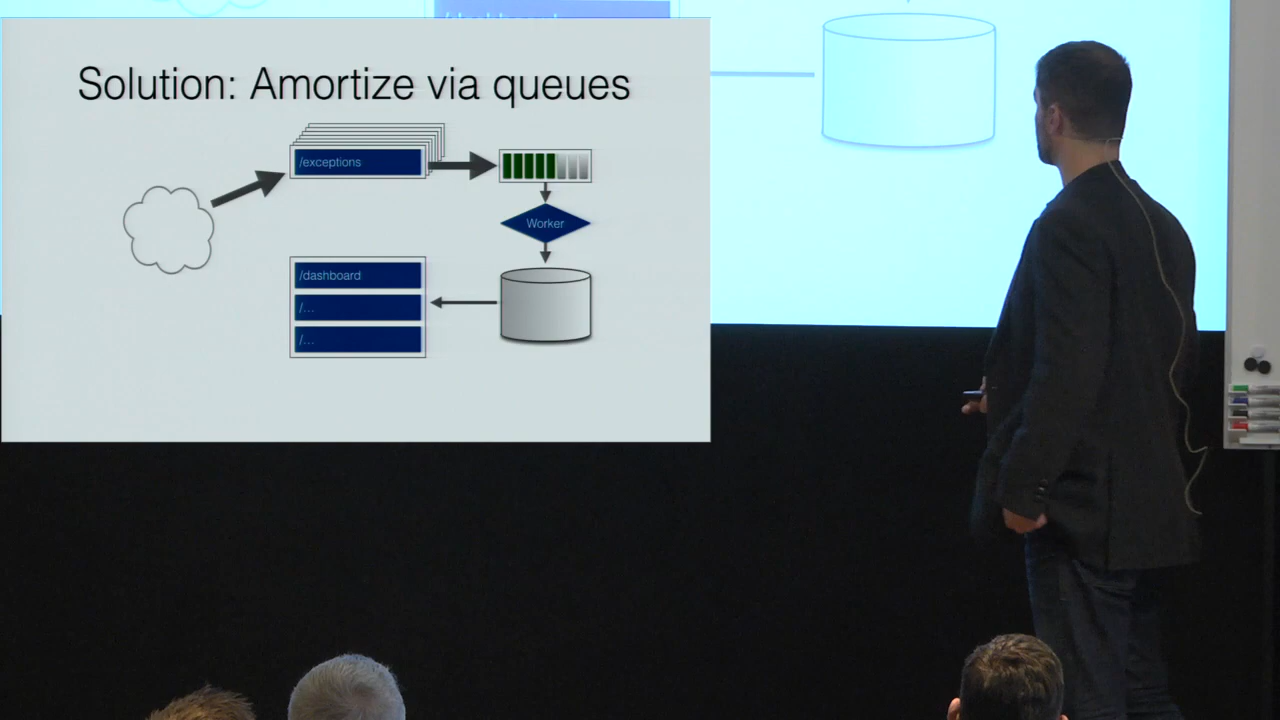 Solution: Amortize via queues
/exceptions
Worker
/dashboard
/...
/...